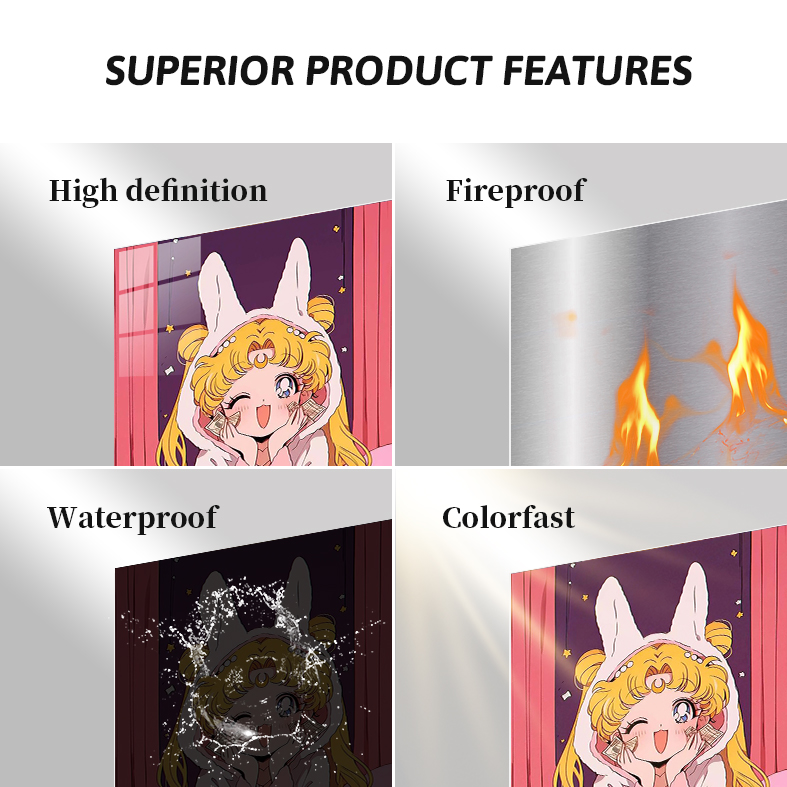 SUPERIOR PRODUCT FEATURES
High definition
Fireproof
Waterproof
Colorfast